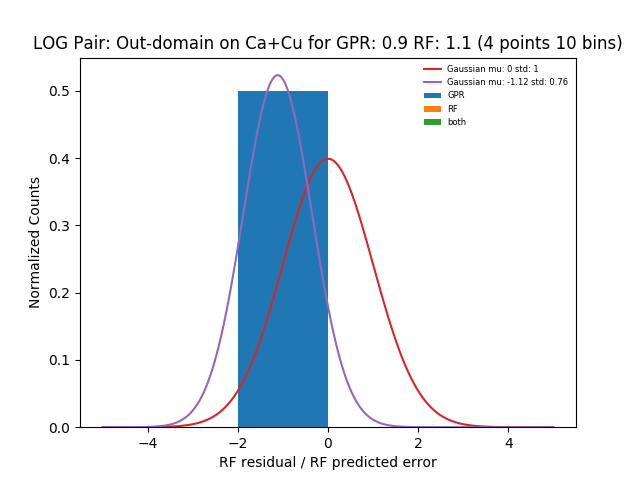 LOG Pair: Out-domain on Ca+Cu for GPR: 0.9 RF: 1.1 (4 points 10 bins)
Gaussian mu: 0 std: 1
Gaussian mu: -1.12 std: 0.76
GPR
RF
both
Normalized Counts
0.5
0.4
0.3
0.2
0.1
0.0
−4
−2
0
2
4
RF residual / RF predicted error